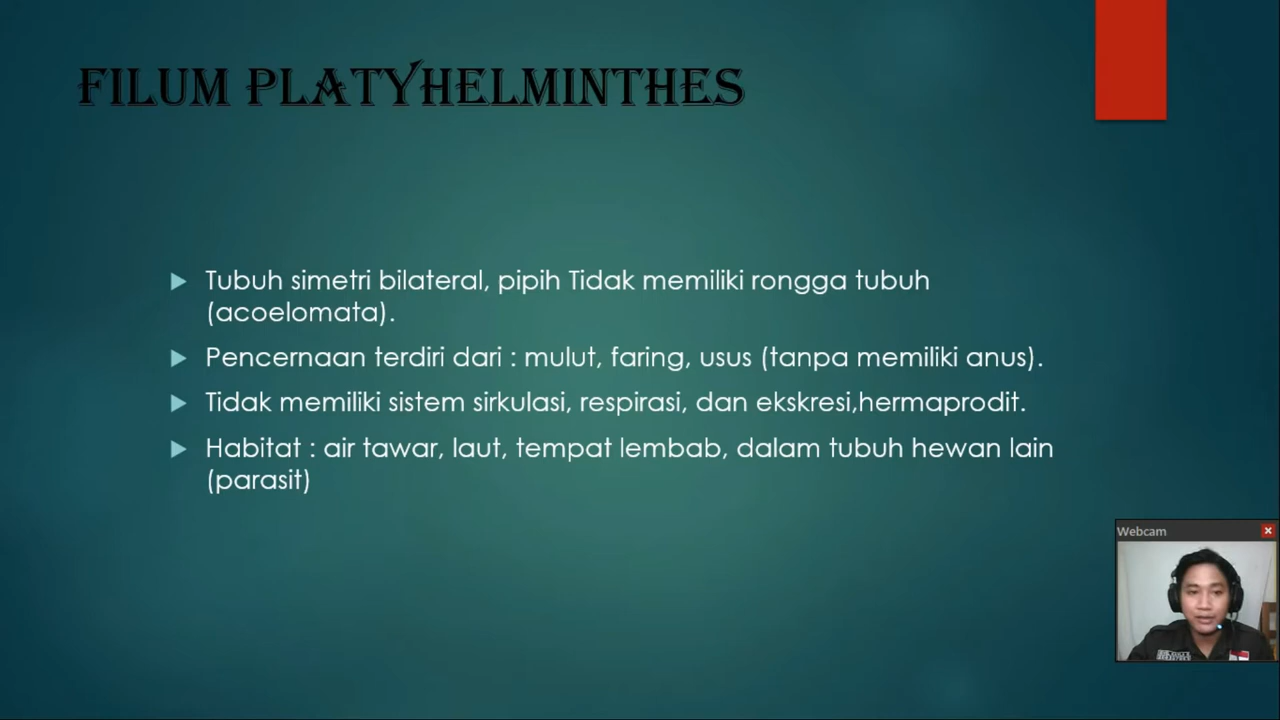 FILUM PLATYHELMINTHES
Tubuh simetri bilateral, pipih Tidak memiliki rongga tubuh
(acoelomata).
Pencernaan terdiri dari : mulut, faring, usus (tanpa memiliki anus).
Tidak memiliki sistem sirkulasi, respirasi, dan ekskresi,hermaprodit.
Habitat : air tawar, laut, tempat lembab, dalam tubuh hewan lain
(parasit)
Webcam